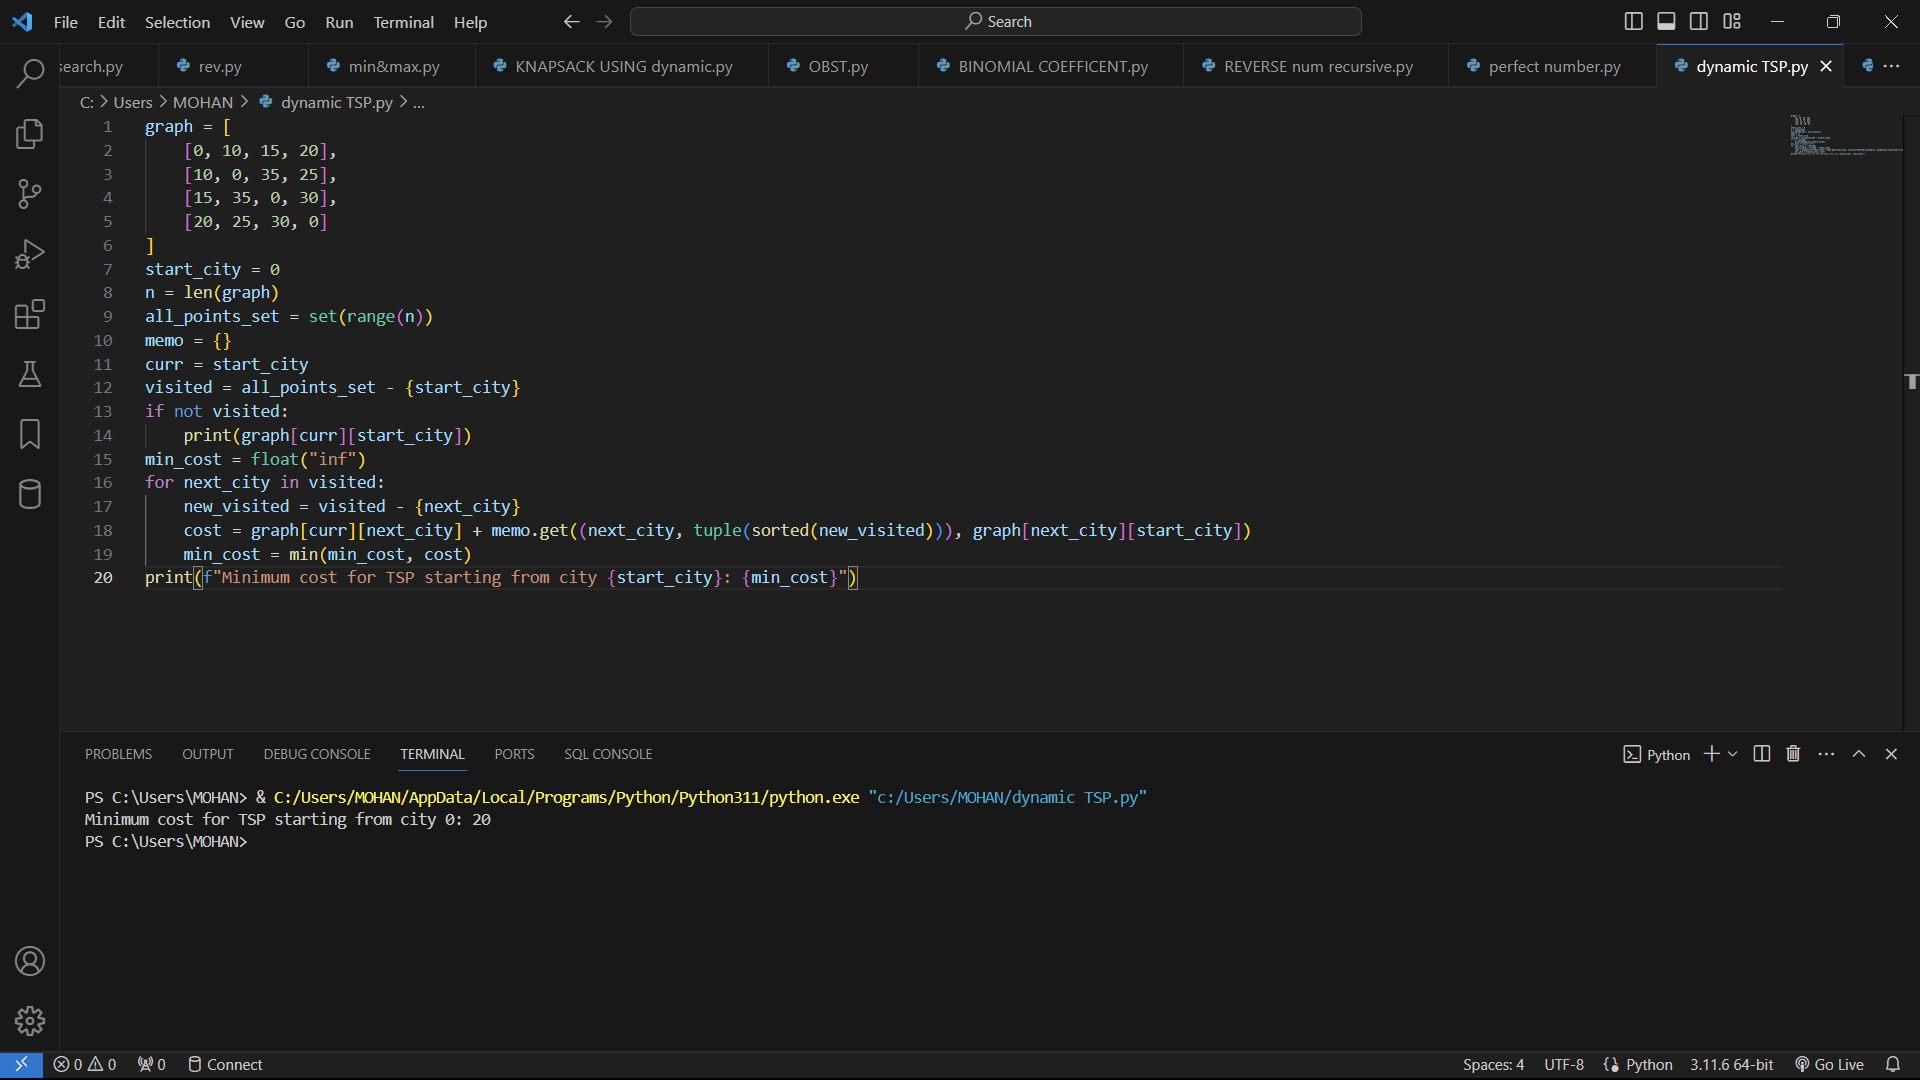 File Edit Selection View Go Run Terminal Help
Search
search.py rev.py min&max.py KNAPSACK USING dynamic.py OBST.py BINOMIAL COEFFICENT.py REVERSE num recursive.py perfect number.py dynamic TSP.py
C: > Users > MOHAN > dynamic TSP.py > ...
1 graph = [
2     [0, 10, 15, 20],
3     [10, 0, 35, 25],
4     [15, 35, 0, 30],
5     [20, 25, 30, 0]
6 ]
7 start_city = 0
8 n = len(graph)
9 all_points_set = set(range(n))
10 memo = {}
11 curr = start_city
12 visited = all_points_set - {start_city}
13 if not visited:
14     print(graph[curr][start_city])
15 min_cost = float("inf")
16 for next_city in visited:
17     new_visited = visited - {next_city}
18     cost = graph[curr][next_city] + memo.get((next_city, tuple(sorted(new_visited))), graph[next_city][start_city])
19     min_cost = min(min_cost, cost)
20 print(f"Minimum cost for TSP starting from city {start_city}: {min_cost}")
PROBLEMS OUTPUT DEBUG CONSOLE TERMINAL PORTS SQL CONSOLE Python
PS C:\Users\MOHAN> & C:/Users/MOHAN/AppData/Local/Programs/Python/Python311/python.exe "c:/Users/MOHAN/dynamic TSP.py"
Minimum cost for TSP starting from city 0: 20
PS C:\Users\MOHAN>
0 0 0 Connect Spaces: 4 UTF-8 Python 3.11.6 64-bit Go Live